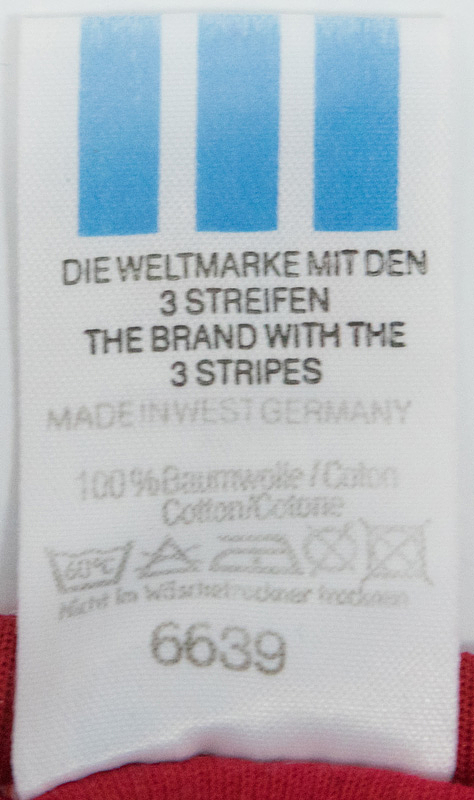 DIE WELTMARKE MIT DEN
3 STREIFEN
THE BRAND WITH THE
3 STRIPES
MADE IN WEST GERMANY
100% Baumwolle / Coton
Cotton/Cotone
60°C
Nicht im Wäschetrockner trocknen
6639